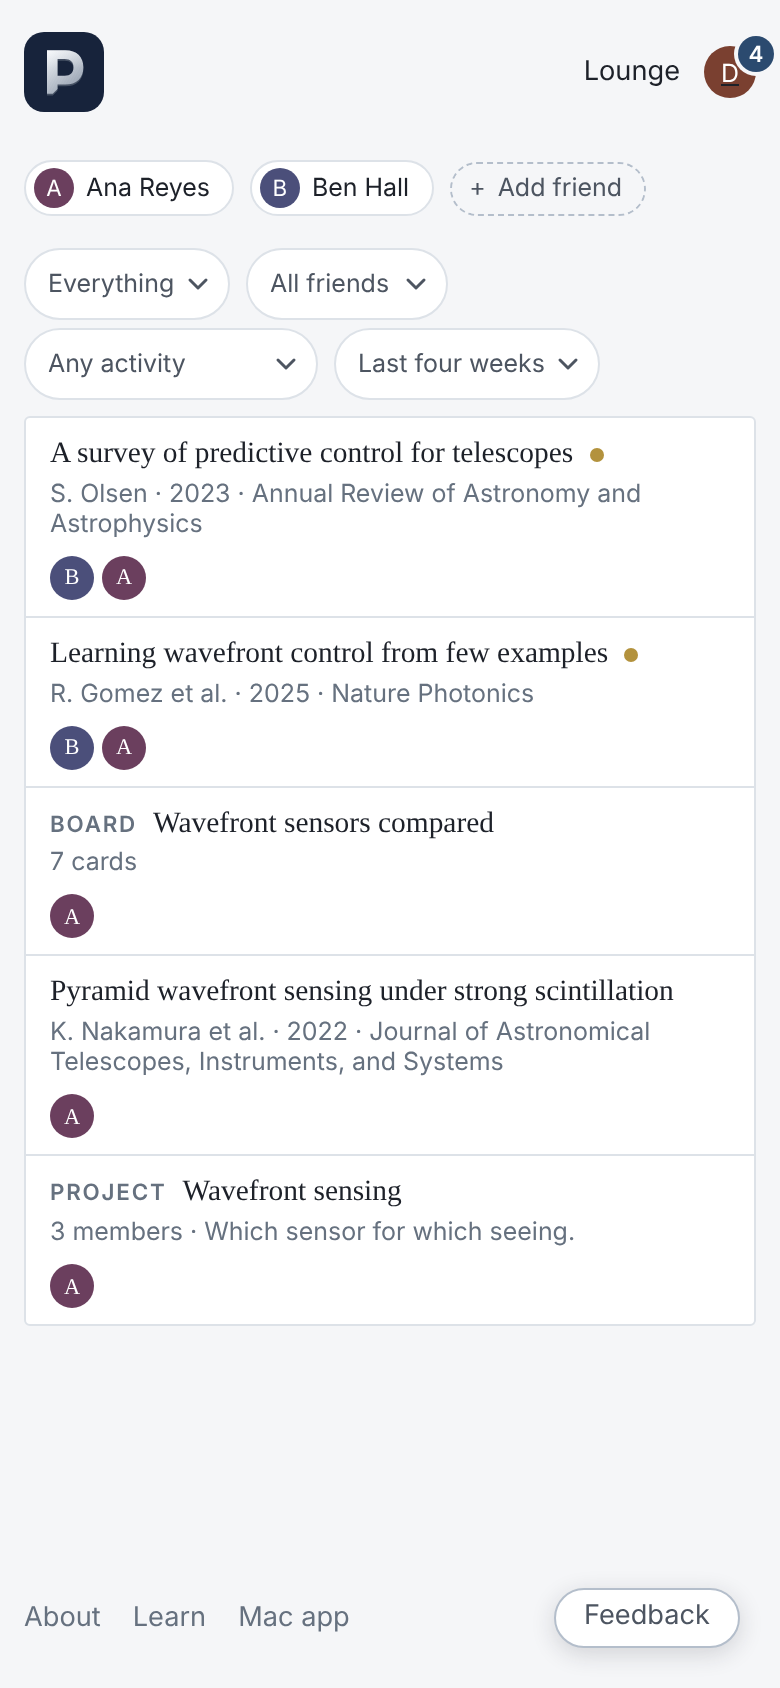 P
Lounge
D
4
A Ana Reyes
B Ben Hall
+ Add friend
Everything
All friends
Any activity
Last four weeks
A survey of predictive control for telescopes
S. Olsen · 2023 · Annual Review of Astronomy and
Astrophysics
B A
Learning wavefront control from few examples
R. Gomez et al. · 2025 · Nature Photonics
B A
BOARD Wavefront sensors compared
7 cards
A
Pyramid wavefront sensing under strong scintillation
K. Nakamura et al. · 2022 · Journal of Astronomical
Telescopes, Instruments, and Systems
A
PROJECT Wavefront sensing
3 members · Which sensor for which seeing.
A
About Learn Mac app
Feedback